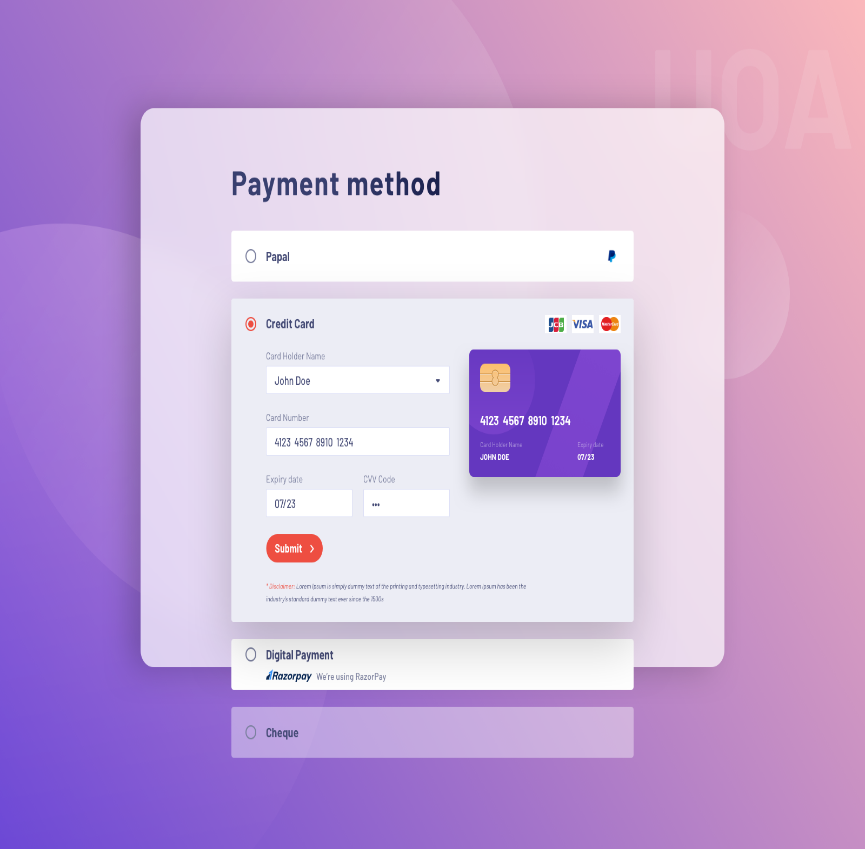 UOA
Payment method
Papal
Credit Card
JCB VISA MasterCard
Card Holder Name
John Doe
4123 4567 8910 1234
Card Holder Name Expiry date
JOHN DOE 07/23
Card Number
4123 4567 8910 1234
Expiry date CVV Code
07/23 •••
Submit
* Disclaimer: Lorem Ipsum is simply dummy text of the printing and typesetting industry. Lorem Ipsum has been the
industry's standard dummy text ever since the 1500s
Digital Payment
Razorpay We're using RazorPay
Cheque